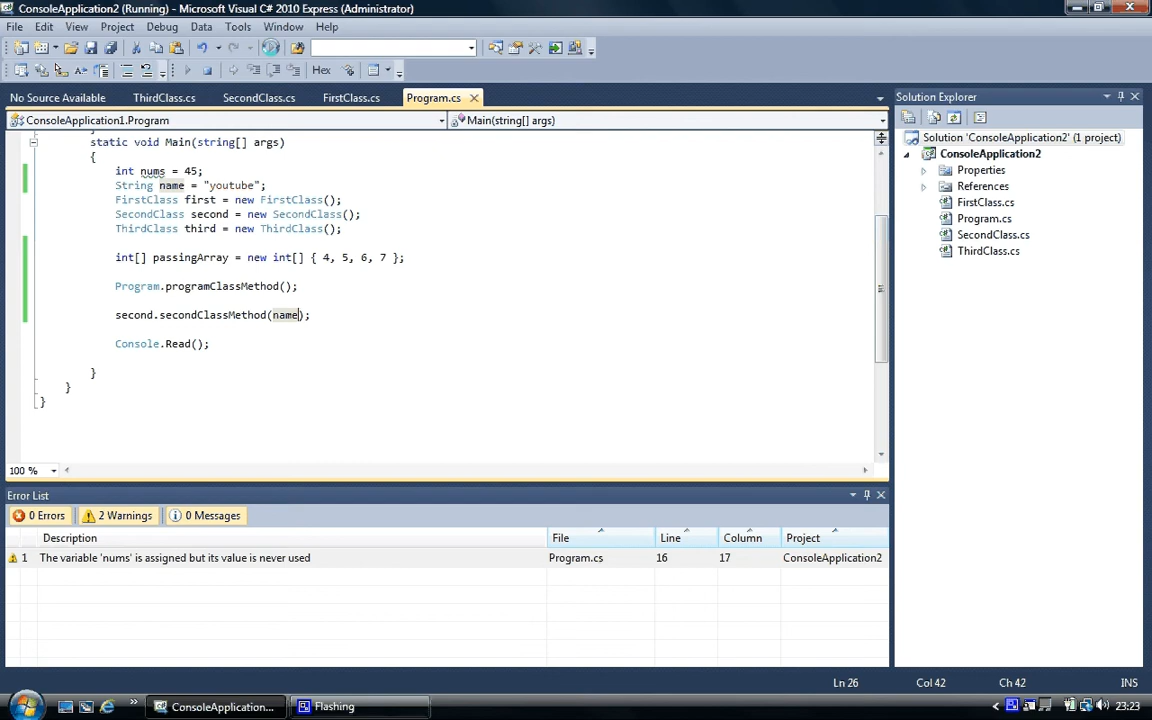 ConsoleApplication2 (Running) - Microsoft Visual C# 2010 Express (Administrator)
File Edit View Project Debug Data Tools Window Help
Hex
No Source Available ThirdClass.cs SecondClass.cs FirstClass.cs Program.cs
ConsoleApplication1.Program Main(string[] args)
static void Main(string[] args)
{
int nums = 45;
String name = "youtube";
FirstClass first = new FirstClass();
SecondClass second = new SecondClass();
ThirdClass third = new ThirdClass();
int[] passingArray = new int[] { 4, 5, 6, 7 };
Program.programClassMethod();
second.secondClassMethod(name);
Console.Read();
}
}
}
100 %
Solution Explorer
Solution 'ConsoleApplication2' (1 project)
ConsoleApplication2
Properties
References
FirstClass.cs
Program.cs
SecondClass.cs
ThirdClass.cs
Error List
0 Errors 2 Warnings 0 Messages
Description File Line Column Project
1 The variable 'nums' is assigned but its value is never used Program.cs 16 17 ConsoleApplication2
Ln 26 Col 42 Ch 42 INS
ConsoleApplication... Flashing 23:23